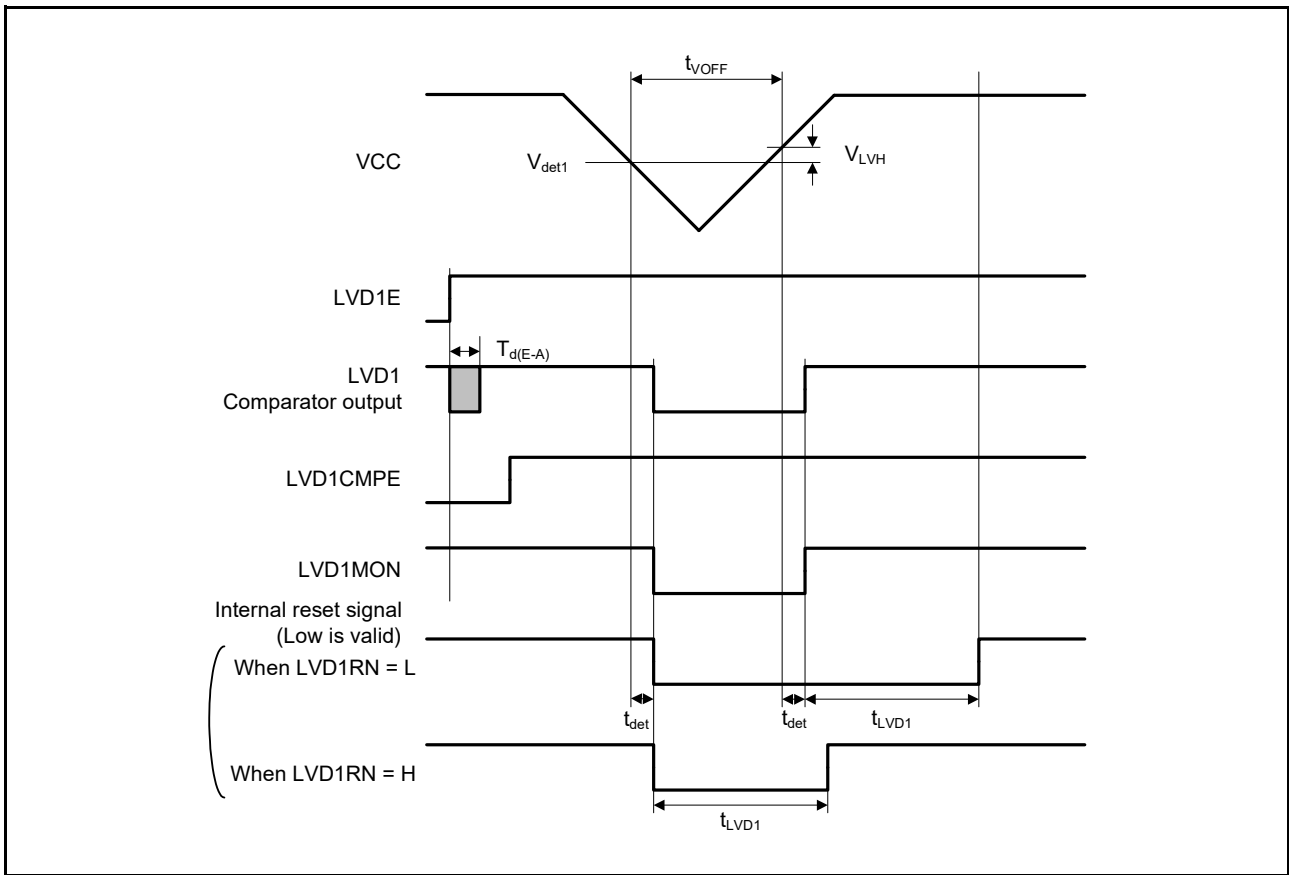 tVOFF
VCC
Vdet1
VLVH
LVD1E
Td(E-A)
LVD1
Comparator output
LVD1CMPE
LVD1MON
Internal reset signal
(Low is valid)
When LVD1RN = L
tdet
tdet
tLVD1
When LVD1RN = H
tLVD1